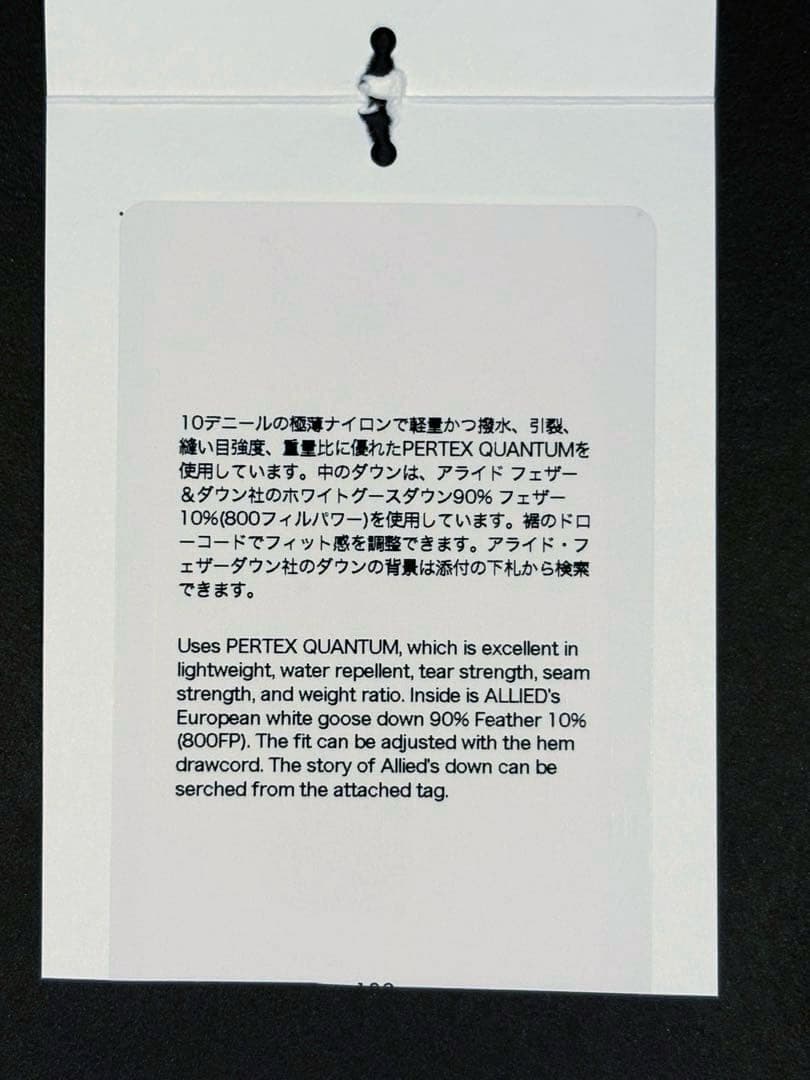 10デニールの極薄ナイロンで軽量かつ撥水、引裂、
縫い目強度、重量比に優れたPERTEX QUANTUMを
使用しています。中のダウンは、アライド フェザー
＆ダウン社のホワイトグースダウン90% フェザー
10%(800フィルパワー)を使用しています。裾のドロ
ーコードでフィット感を調整できます。アライド・フ
ェザーダウン社のダウンの背景は添付の下札から検索
できます。
Uses PERTEX QUANTUM, which is excellent in
lightweight, water repellent, tear strength, seam
strength, and weight ratio. Inside is ALLIED's
European white goose down 90% Feather 10%
(800FP). The fit can be adjusted with the hem
drawcord. The story of Allied's down can be
serched from the attached tag.